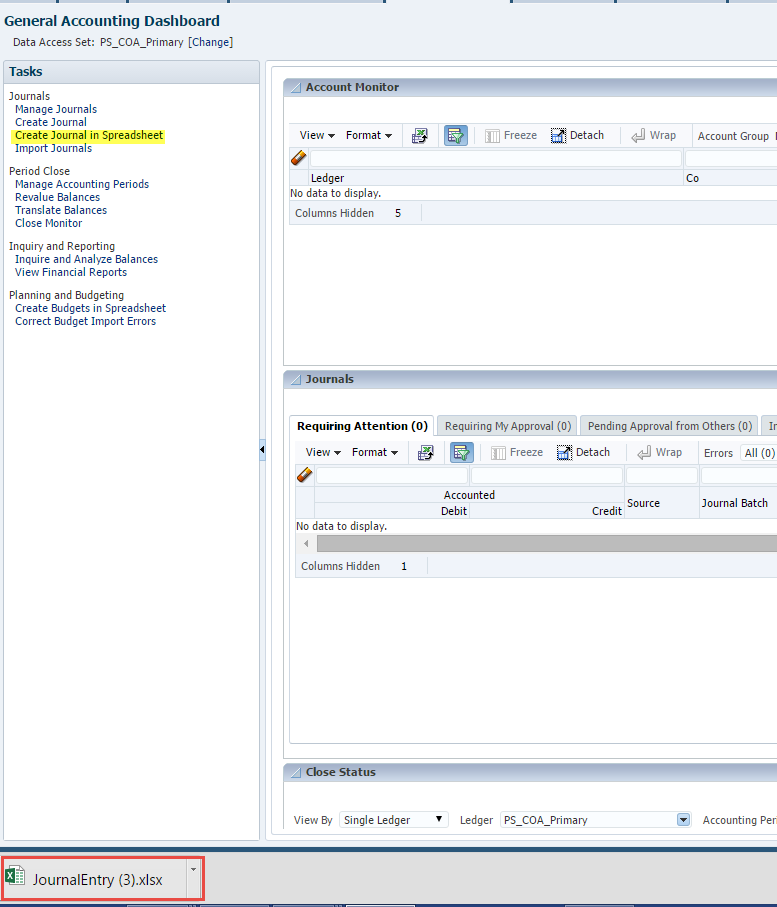 General Accounting Dashboard
Data Access Set: PS_COA_Primary [Change]
Tasks
Journals
Manage Journals
Create Journal
Create Journal in Spreadsheet
Import Journals
Period Close
Manage Accounting Periods
Revalue Balances
Translate Balances
Close Monitor
Inquiry and Reporting
Inquire and Analyze Balances
View Financial Reports
Planning and Budgeting
Create Budgets in Spreadsheet
Correct Budget Import Errors
Account Monitor
View Format Freeze Detach Wrap Account Group
Ledger Co
No data to display.
Columns Hidden 5
Journals
Requiring Attention (0) Requiring My Approval (0) Pending Approval from Others (0) In
View Format Freeze Detach Wrap Errors All (0)
Accounted
Debit Credit Source Journal Batch
No data to display.
Columns Hidden 1
Close Status
View By Single Ledger Ledger PS_COA_Primary Accounting Peri
JournalEntry (3).xlsx